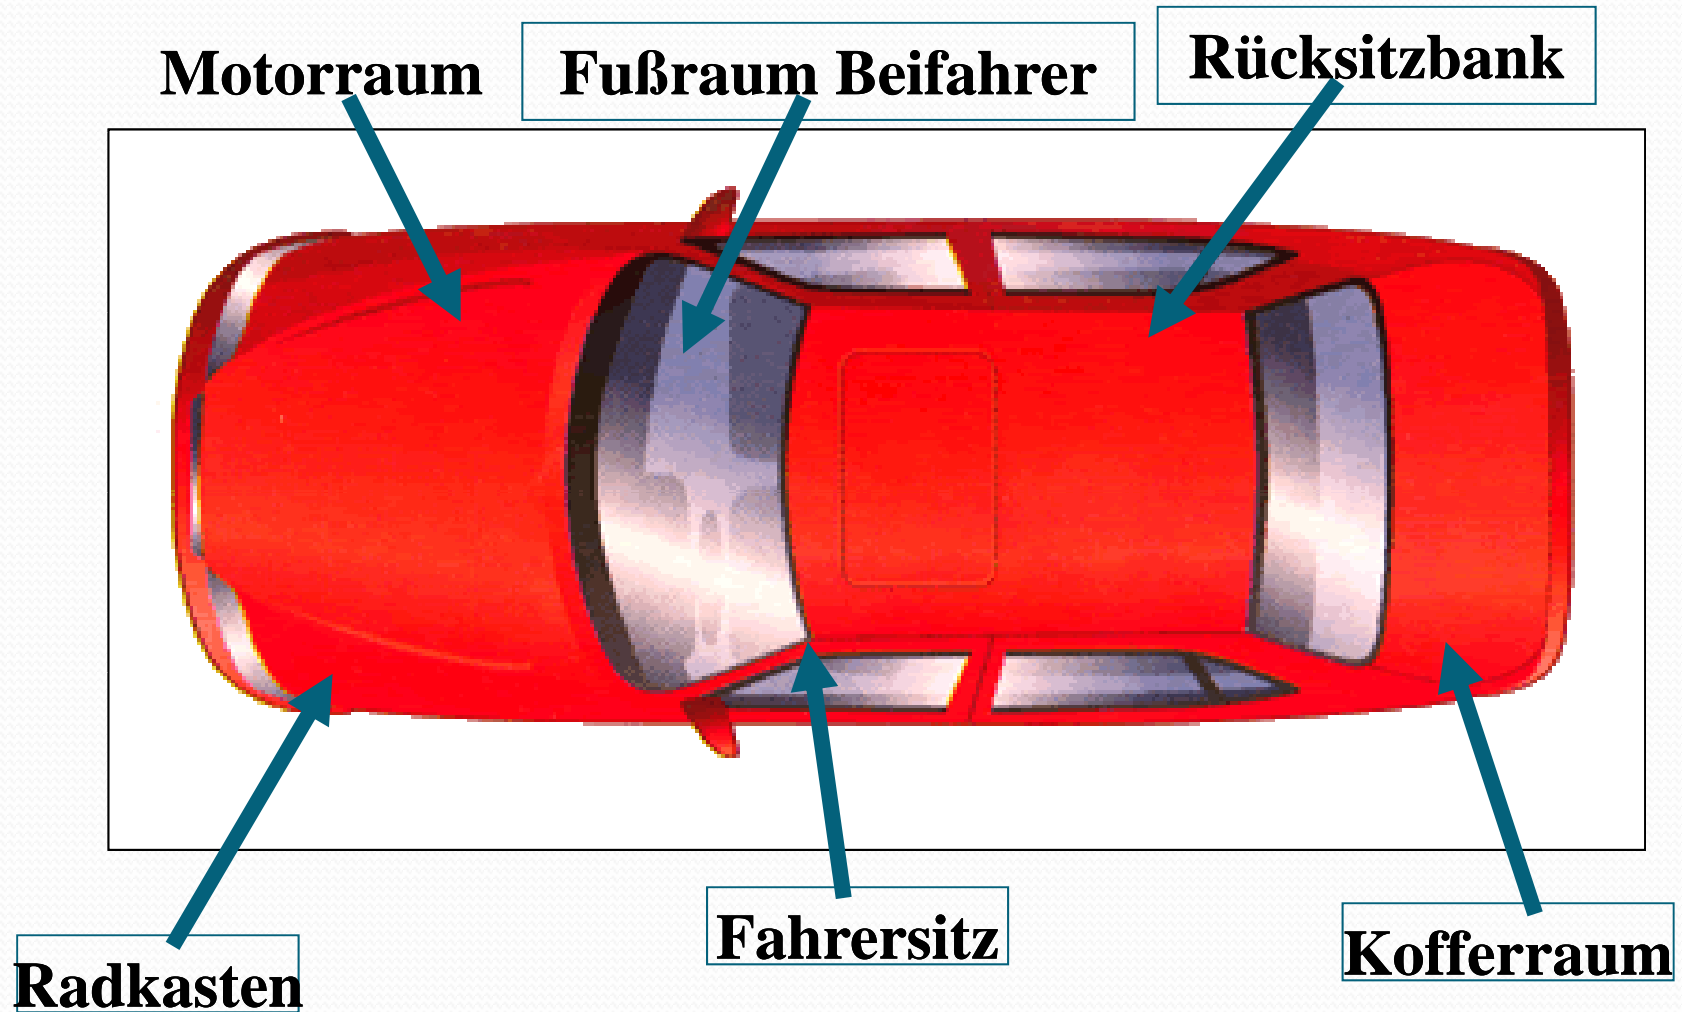 Motorraum
Fußraum Beifahrer
Rücksitzbank
Radkasten
Fahrersitz
Kofferraum